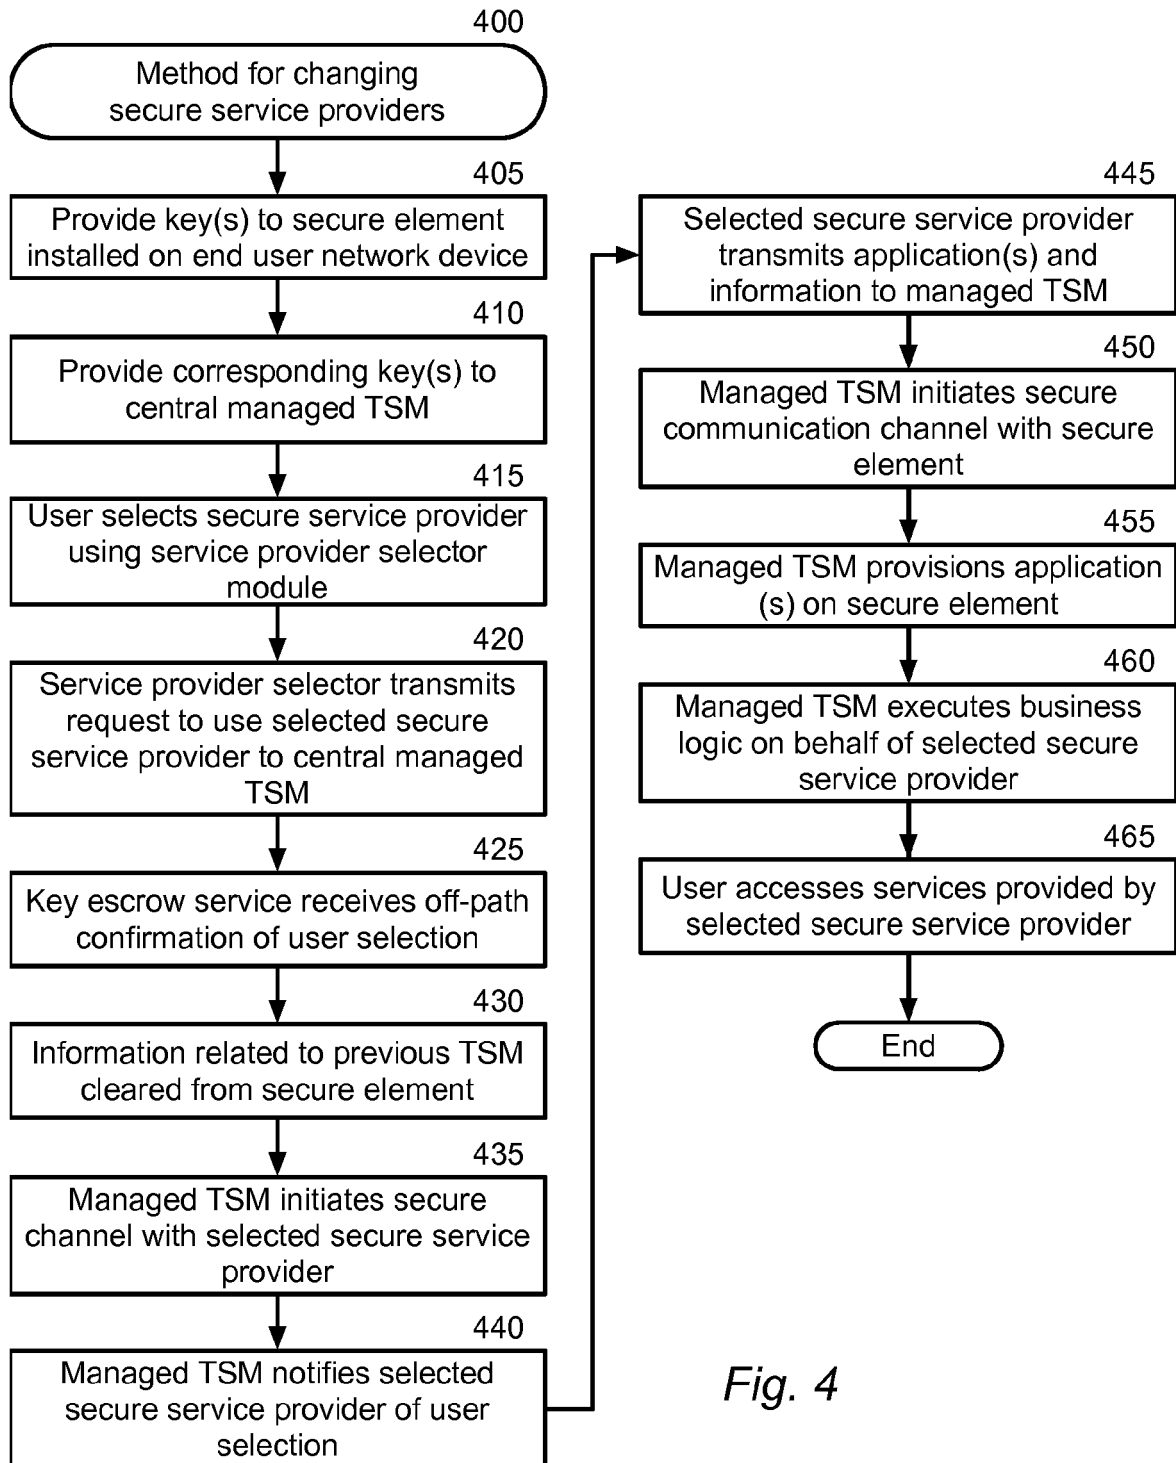 400
Method for changing
secure service providers
405
Provide key(s) to secure element
installed on end user network device
410
Provide corresponding key(s) to
central managed TSM
415
User selects secure service provider
using service provider selector
module
420
Service provider selector transmits
request to use selected secure
service provider to central managed
TSM
425
Key escrow service receives off-path
confirmation of user selection
430
Information related to previous TSM
cleared from secure element
435
Managed TSM initiates secure
channel with selected secure service
provider
440
Managed TSM notifies selected
secure service provider of user
selection
445
Selected secure service provider
transmits application(s) and
information to managed TSM
450
Managed TSM initiates secure
communication channel with secure
element
455
Managed TSM provisions application
(s) on secure element
460
Managed TSM executes business
logic on behalf of selected secure
service provider
465
User accesses services provided by
selected secure service provider
End
Fig. 4